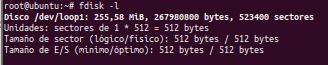 root@ubuntu:~# fdisk -l
Disco /dev/loop1: 255,58 MiB, 267980800 bytes, 523400 sectores
Unidades: sectores de 1 * 512 = 512 bytes
Tamaño de sector (lógico/físico): 512 bytes / 512 bytes
Tamaño de E/S (mínimo/óptimo): 512 bytes / 512 bytes